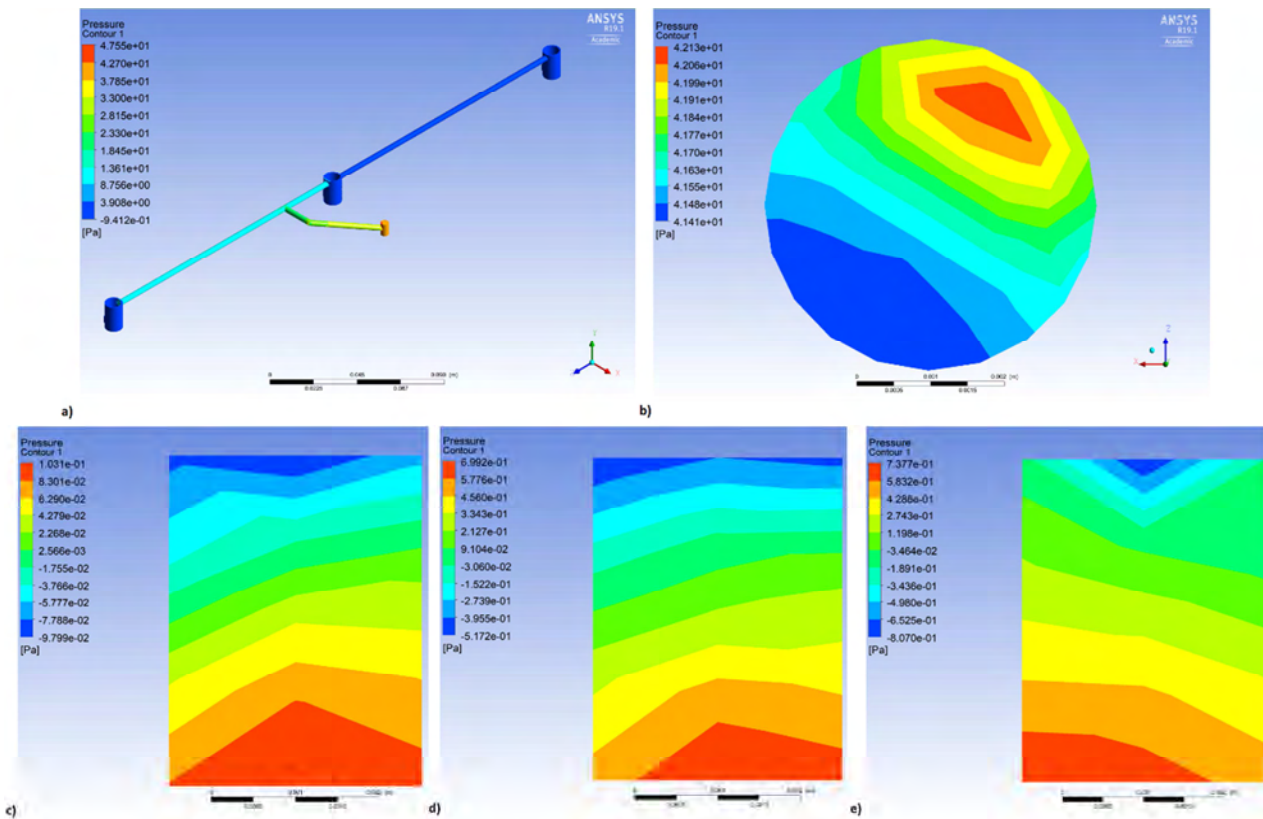 Pressure
Contour 1
4.755e+01
4.270e+01
3.785e+01
3.300e+01
2.815e+01
2.330e+01
1.845e+01
1.361e+01
8.756e+00
3.908e+00
-9.412e-01
[Pa]
ANSYS
R19.1
Academic
0
0.045
(m)
0.0225
Y
X
a)
Pressure
Contour 1
4.213e+01
4.206e+01
4.199e+01
4.191e+01
4.184e+01
4.177e+01
4.170e+01
4.163e+01
4.155e+01
4.148e+01
4.141e+01
[Pa]
ANSYS
R19.1
Academic
0
0.001
0.002 (m)
0.0005
0.0015
Z
X
b)
Pressure
Contour 1
1.031e-01
8.301e-02
6.290e-02
4.279e-02
2.268e-02
2.566e-03
-1.755e-02
-3.766e-02
-5.777e-02
-7.788e-02
-9.799e-02
[Pa]
c)
Pressure
Contour 1
6.992e-01
5.776e-01
4.560e-01
3.343e-01
2.127e-01
9.104e-02
-3.060e-02
-1.522e-01
-2.739e-01
-3.955e-01
-5.172e-01
[Pa]
d)
Pressure
Contour 1
7.377e-01
5.832e-01
4.288e-01
2.743e-01
1.198e-01
-3.464e-02
-1.891e-01
-3.436e-01
-4.980e-01
-6.525e-01
-8.070e-01
[Pa]
e)